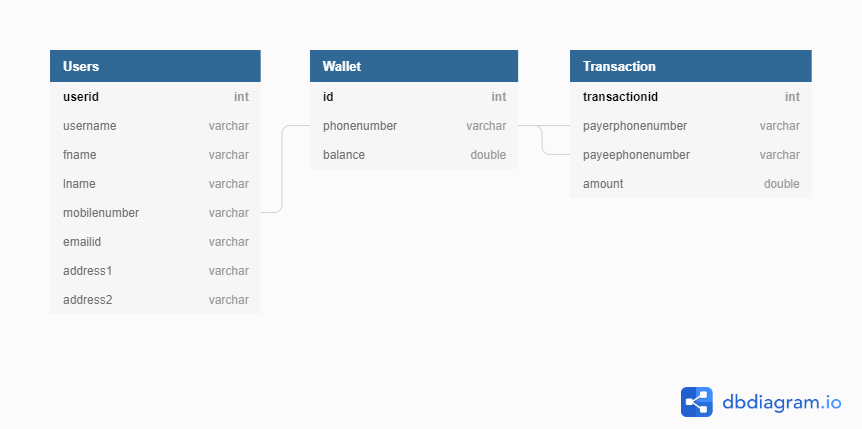 Users
userid int
username varchar
fname varchar
lname varchar
mobilenumber varchar
emailid varchar
address1 varchar
address2 varchar
Wallet
id int
phonenumber varchar
balance double
Transaction
transactionid int
payerphonenumber varchar
payeephonenumber varchar
amount double
dbdiagram.io